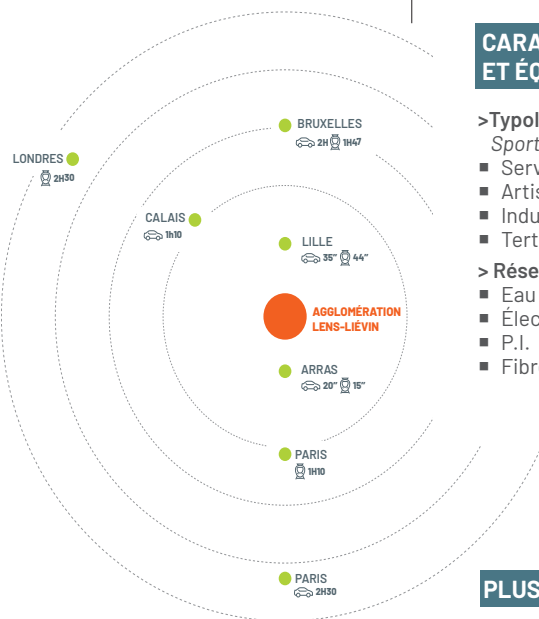 BRUXELLES
2H 1H47
LONDRES
2H30
CALAIS
1h10
LILLE
35” 44”
AGGLOMÉRATION
LENS-LIÉVIN
ARRAS
20” 15”
PARIS
1H10
PARIS
2H30
CARA
ET ÉQ
>Typol
Sport
■ Serv
■ Artis
■ Indu
■ Tert
> Rése
■ Eau
■ Élec
■ P.I.
■ Fibr
PLUS